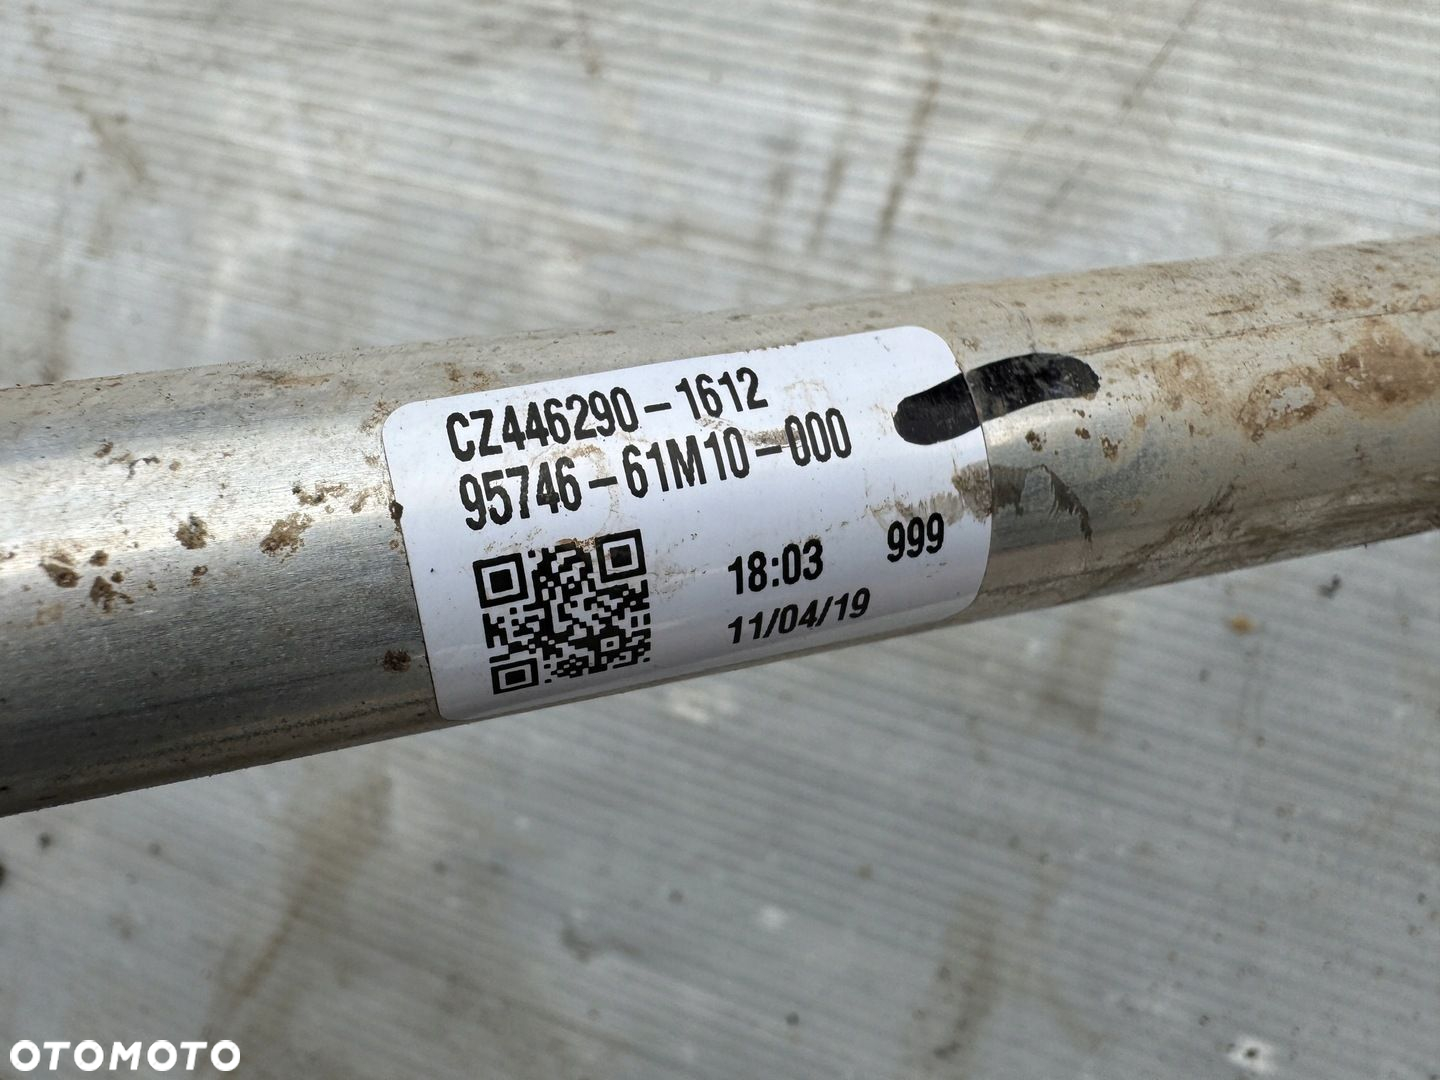 CZ446290-1612
95746-61M10-000
18:03 999
11/04/19
OTOMOTO